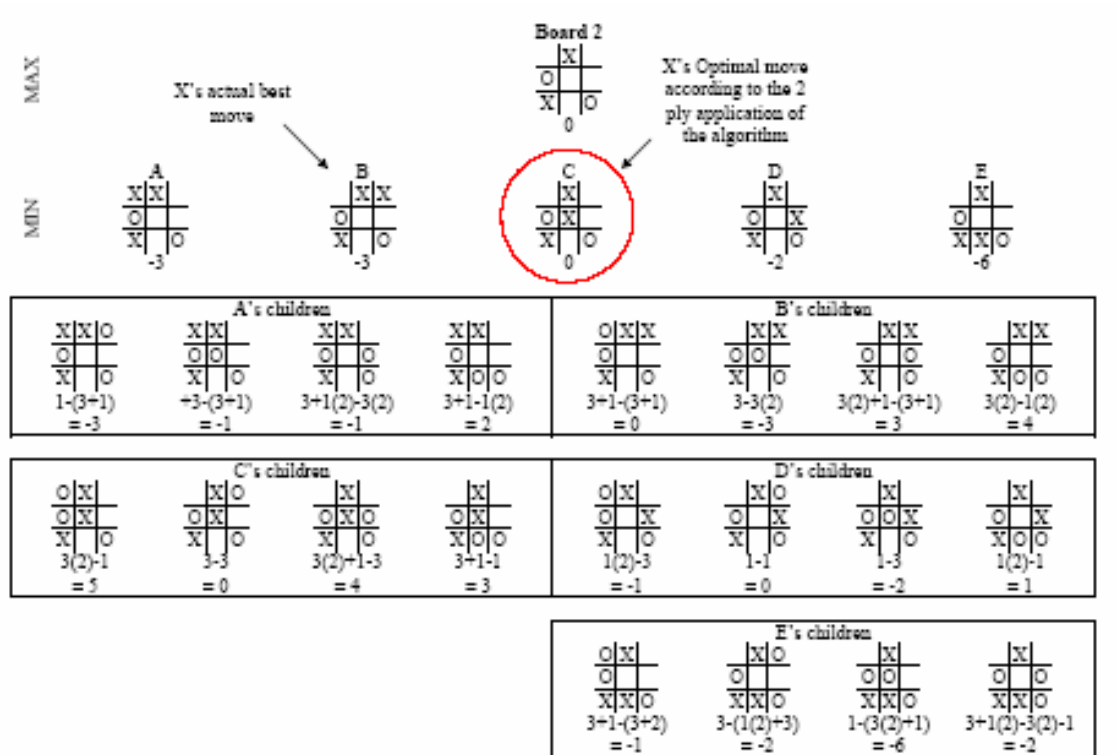 Board 2
X
O
X O
0
MAX
X's actual best
move
X's Optimal move
according to the 2
ply application of
the algorithm
MIN
A
X X
O
X O
-3
B
X X
O
X O
-3
C
X
O X
X O
0
D
X
O X
X O
-2
E
X
O
X X O
-6
A's children
X X O
O
X O
1-(3+1)
= -3
X X
O O
X O
+3-(3+1)
= -1
X X
O O
X O
3+1(2)-3(2)
= -1
X X
O
X O O
3+1-1(2)
= 2
B's children
O X X
O
X O
3+1-(3+1)
= 0
X X
O O
X O
3-3(2)
= -3
X X
O O
X O
3(2)+1-(3+1)
= 3
X X
O
X O O
3(2)-1(2)
= 4
C's children
O X
O X
X O
3(2)-1
= 5
X O
O X
X O
3-3
= 0
X
O X O
X O
3(2)+1-3
= 4
X
O X
X O O
3+1-1
= 3
D's children
O X
O X
X O
1(2)-3
= -1
X O
O X
X O
1-1
= 0
X
O O X
X O
1-3
= -2
X
O X
X O O
1(2)-1
= 1
E's children
O X
O
X X O
3+1-(3+2)
= -1
X O
O
X X O
3-(1(2)+3)
= -2
X
O O
X X O
1-(3(2)+1)
= -6
X
O O
X X O
3+1(2)-3(2)-1
= -2